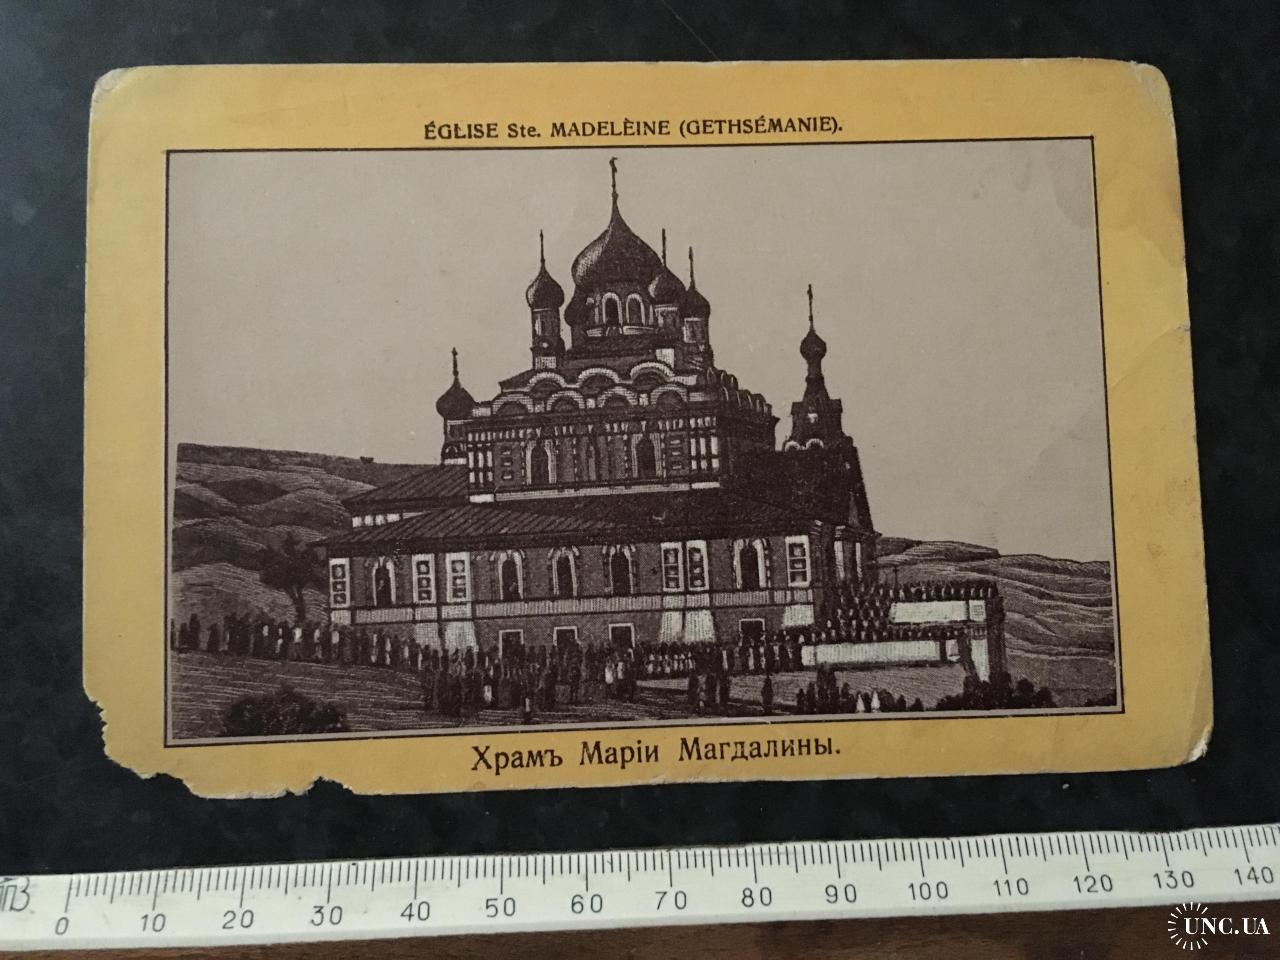 ÉGLISE Ste. MADELÈINE (GETHSÉMANIE).
Храмъ Маріи Магдалины.
0 10 20 30 40 50 60 70 80 90 100 110 120 130 140
UNC.UA